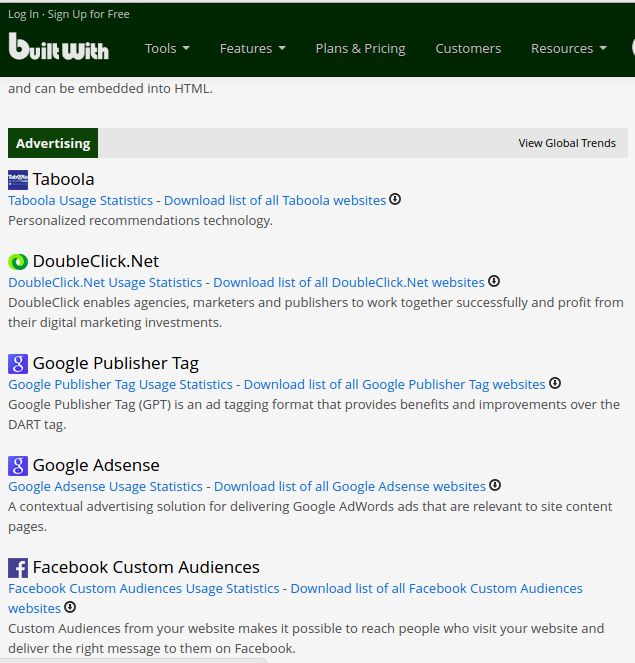 Log In · Sign Up for Free
builtwith
Tools
Features
Plans & Pricing
Customers
Resources
and can be embedded into HTML.
Advertising
View Global Trends
Taboola
Taboola
Taboola Usage Statistics - Download list of all Taboola websites
Personalized recommendations technology.
DoubleClick.Net
DoubleClick.Net Usage Statistics - Download list of all DoubleClick.Net websites
DoubleClick enables agencies, marketers and publishers to work together successfully and profit from
their digital marketing investments.
g
Google Publisher Tag
Google Publisher Tag Usage Statistics - Download list of all Google Publisher Tag websites
Google Publisher Tag (GPT) is an ad tagging format that provides benefits and improvements over the
DART tag.
g
Google Adsense
Google Adsense Usage Statistics - Download list of all Google Adsense websites
A contextual advertising solution for delivering Google AdWords ads that are relevant to site content
pages.
f
Facebook Custom Audiences
Facebook Custom Audiences Usage Statistics - Download list of all Facebook Custom Audiences
websites
Custom Audiences from your website makes it possible to reach people who visit your website and
deliver the right message to them on Facebook.